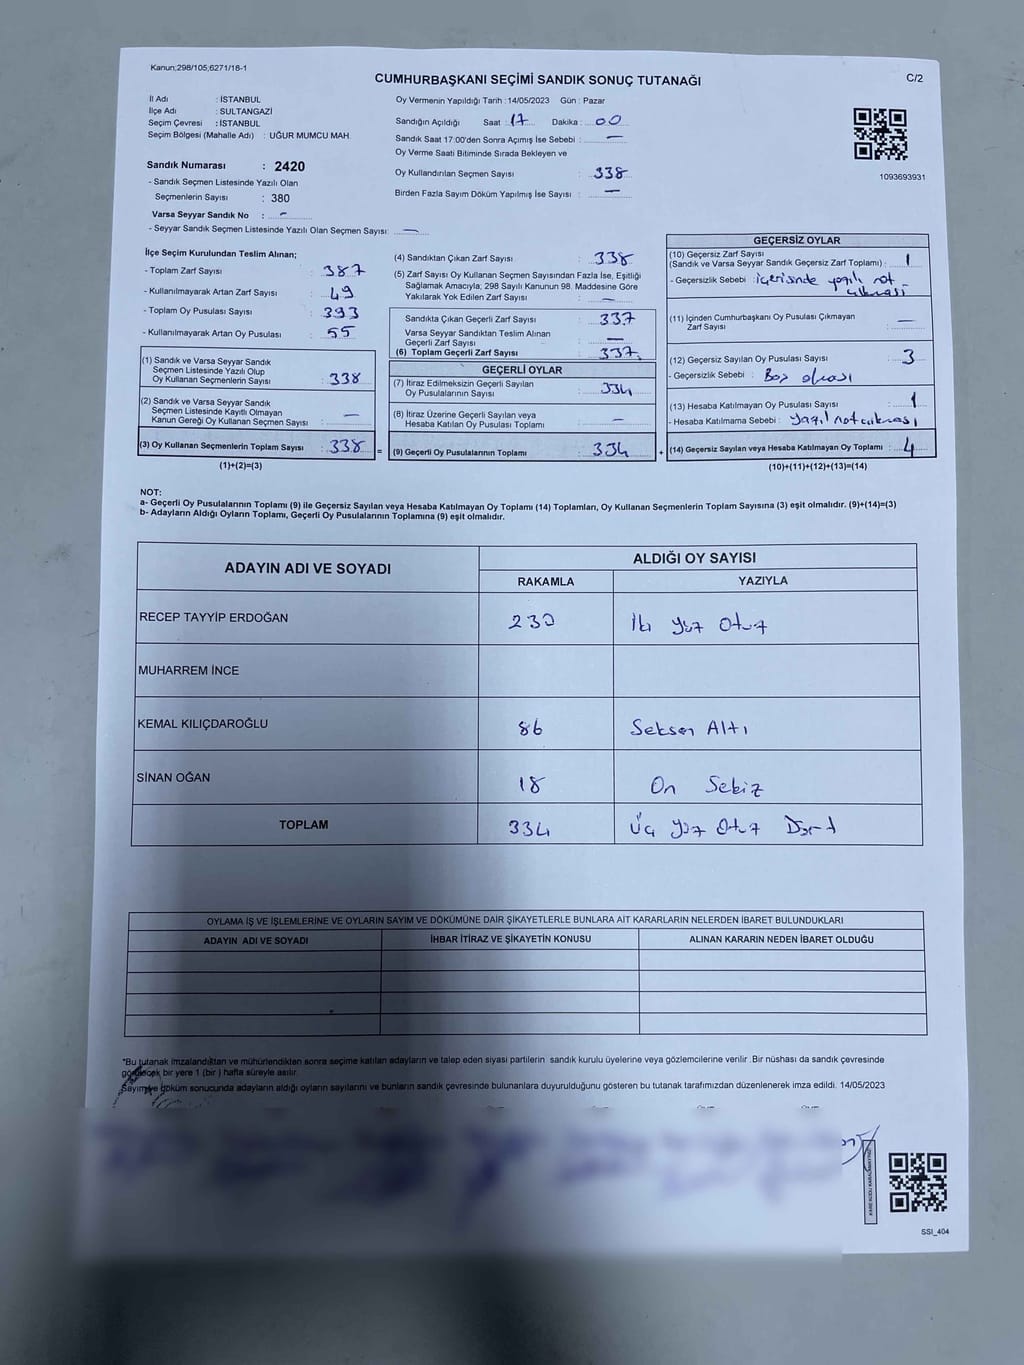 Kanun;298/105;6271/16-1
CUMHURBAŞKANI SEÇİMİ SANDIK SONUÇ TUTANAĞI
C/2
İl Adı : İSTANBUL
İlçe Adı : SULTANGAZİ
Seçim Çevresi : İSTANBUL
Seçim Bölgesi (Mahalle Adı) : UĞUR MUMCU MAH.
Sandık Numarası : 2420
- Sandık Seçmen Listesinde Yazılı Olan
Seçmenlerin Sayısı : 380
Varsa Seyyar Sandık No : -
- Seyyar Sandık Seçmen Listesinde Yazılı Olan Seçmen Sayısı: —
Oy Vermenin Yapıldığı Tarih : 14/05/2023 Gün : Pazar
Sandığın Açıldığı Saat : 17 Dakika : 00
Sandık Saat 17:00'den Sonra Açımış İse Sebebi : —
Oy Verme Saati Bitiminde Sırada Bekleyen ve
Oy Kullandırılan Seçmen Sayısı : 338
Birden Fazla Sayım Döküm Yapılmış İse Sayısı : —
1093693931
İlçe Seçim Kurulundan Teslim Alınan;
- Toplam Zarf Sayısı : 387
- Kullanılmayarak Artan Zarf Sayısı : 49
- Toplam Oy Pusulası Sayısı : 393
- Kullanılmayarak Artan Oy Pusulası : 55
(1) Sandık ve Varsa Seyyar Sandık
Seçmen Listesinde Yazılı Olup
Oy Kullanan Seçmenlerin Sayısı : 338
(2) Sandık ve Varsa Seyyar Sandık
Seçmen Listesinde Kayıtlı Olmayan
Kanun Gereği Oy Kullanan Seçmen Sayısı : —
(3) Oy Kullanan Seçmenlerin Toplam Sayısı : 338 =
(1)+(2)=(3)
(4) Sandıktan Çıkan Zarf Sayısı : 338
(5) Zarf Sayısı Oy Kullanan Seçmen Sayısından Fazla İse, Eşitliği
Sağlamak Amacıyla; 298 Sayılı Kanunun 98. Maddesine Göre
Yakılarak Yok Edilen Zarf Sayısı : —
Sandıkta Çıkan Geçerli Zarf Sayısı : 337
Varsa Seyyar Sandıktan Teslim Alınan
Geçerli Zarf Sayısı : —
(6) Toplam Geçerli Zarf Sayısı : 337
GEÇERLİ OYLAR
(7) İtiraz Edilmeksizin Geçerli Sayılan
Oy Pusulalarının Sayısı : 334
(8) İtiraz Üzerine Geçerli Sayılan veya
Hesaba Katılan Oy Pusulası Toplamı : —
(9) Geçerli Oy Pusulalarının Toplamı : 334 +
GEÇERSİZ OYLAR
(10) Geçersiz Zarf Sayısı
(Sandık ve Varsa Seyyar Sandık Geçersiz Zarf Toplamı) : 1
- Geçersizlik Sebebi : içerisinde yazılı not
çıkması
(11) İçinden Cumhurbaşkanı Oy Pusulası Çıkmayan
Zarf Sayısı : —
(12) Geçersiz Sayılan Oy Pusulası Sayısı : 3
- Geçersizlik Sebebi : Boş olması
(13) Hesaba Katılmayan Oy Pusulası Sayısı : 1
- Hesaba Katılmama Sebebi : Yazılı not çıkması
(14) Geçersiz Sayılan veya Hesaba Katılmayan Oy Toplamı : 4
(10)+(11)+(12)+(13)=(14)
NOT:
a- Geçerli Oy Pusulalarının Toplamı (9) ile Geçersiz Sayılan veya Hesaba Katılmayan Oy Toplamı (14) Toplamları, Oy Kullanan Seçmenlerin Toplam Sayısına (3) eşit olmalıdır. (9)+(14)=(3)
b- Adayların Aldığı Oyların Toplamı, Geçerli Oy Pusulalarının Toplamına (9) eşit olmalıdır.
ADAYIN ADI VE SOYADI
ALDIĞI OY SAYISI
RAKAMLA YAZIYLA
RECEP TAYYİP ERDOĞAN 230 İki yüz Otuz
MUHARREM İNCE
KEMAL KILIÇDAROĞLU 86 Seksen Altı
SİNAN OĞAN 18 On Sekiz
TOPLAM 334 Üç yüz Otuz Dört
OYLAMA İŞ VE İŞLEMLERİNE VE OYLARIN SAYIM VE DÖKÜMÜNE DAİR ŞİKAYETLERLE BUNLARA AİT KARARLARIN NELERDEN İBARET BULUNDUKLARI
ADAYIN ADI VE SOYADI İHBAR İTİRAZ VE ŞİKAYETİN KONUSU ALINAN KARARIN NEDEN İBARET OLDUĞU
*Bu tutanak imzalandıktan ve mühürlendikten sonra seçime katılan adayların ve talep eden siyasi partilerin sandık kurulu üyelerine veya gözlemcilerine verilir .Bir nüshası da sandık çevresinde
görülecek bir yere 1 (bir ) hafta süreyle asılır.
Sayım ve döküm sonucunda adayların aldığı oyların sayılarını ve bunların sandık çevresinde bulunanlara duyurulduğunu gösteren bu tutanak tarafımızdan düzenlenerek imza edildi. 14/05/2023
SSI_404